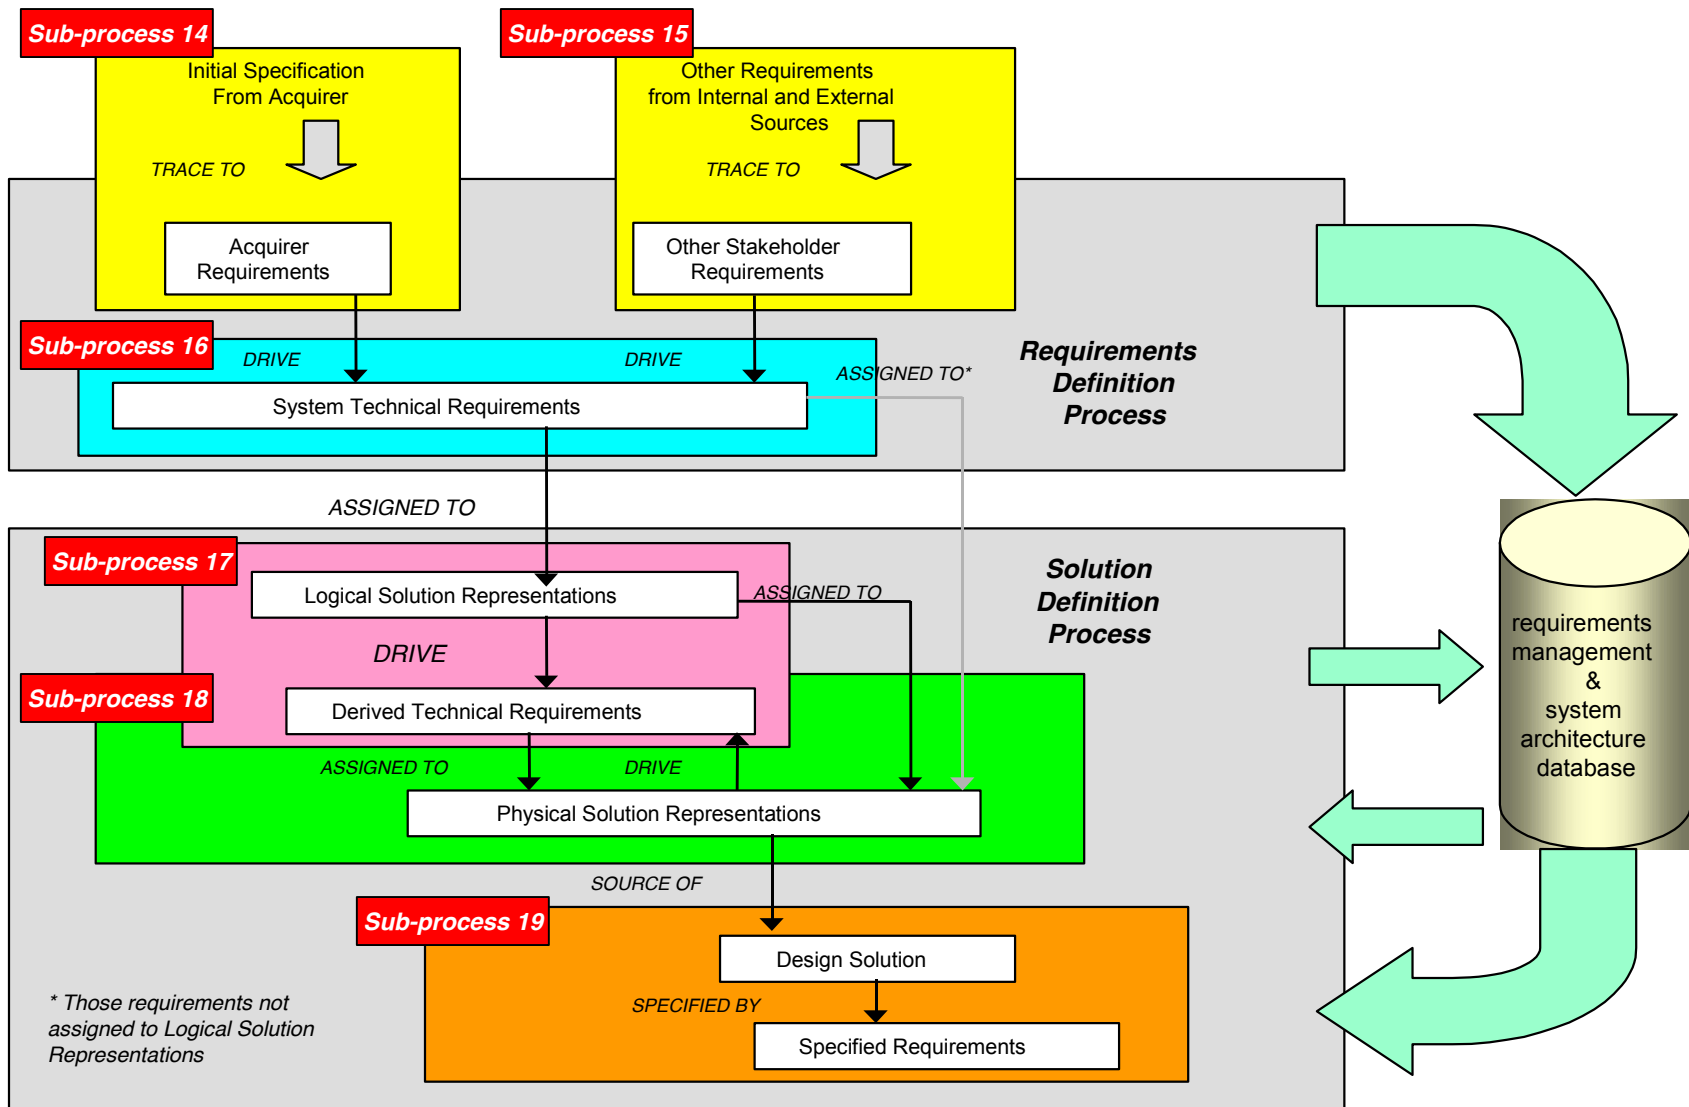 Sub-process 14
Initial Specification
From Acquirer
TRACE TO
Acquirer
Requirements
Sub-process 15
Other Requirements
from Internal and External
Sources
TRACE TO
Other Stakeholder
Requirements
Sub-process 16
DRIVE
DRIVE
ASSIGNED TO*
System Technical Requirements
Requirements
Definition
Process
ASSIGNED TO
Sub-process 17
Logical Solution Representations
ASSIGNED TO
Solution
Definition
Process
DRIVE
Sub-process 18
Derived Technical Requirements
ASSIGNED TO
DRIVE
Physical Solution Representations
SOURCE OF
Sub-process 19
Design Solution
SPECIFIED BY
Specified Requirements
* Those requirements not
assigned to Logical Solution
Representations
requirements
management
&
system
architecture
database